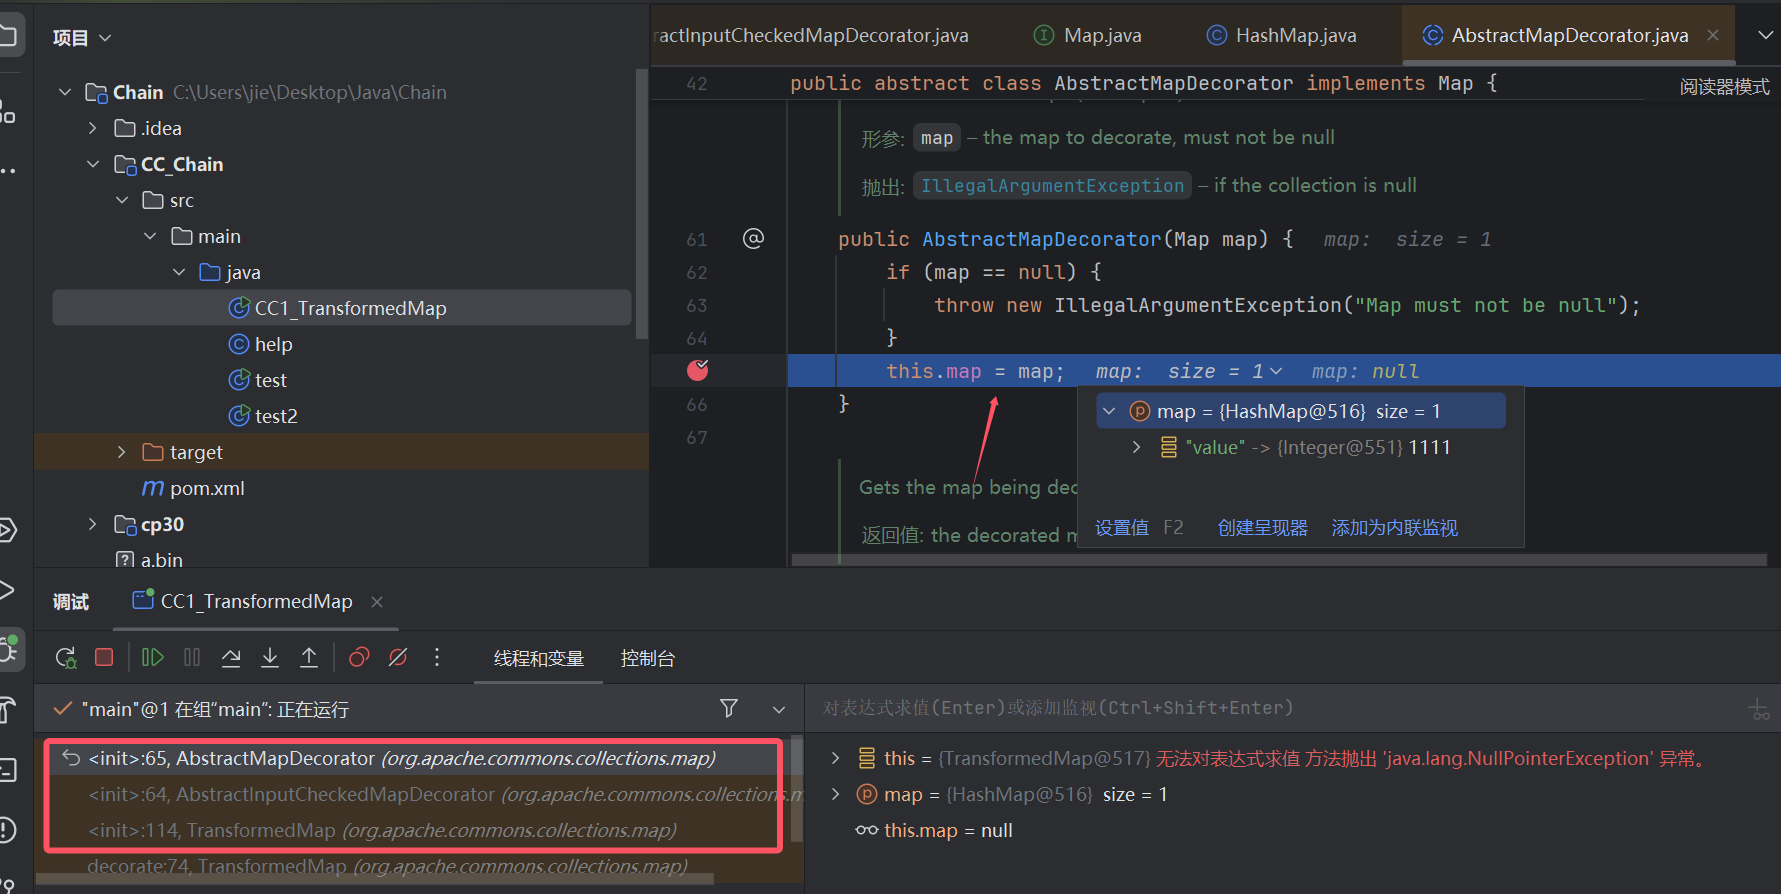 项目
Chain C:\Users\jie\Desktop\Java\Chain
.idea
CC_Chain
src
main
java
CC1_TransformedMap
help
test
test2
target
pom.xml
cp30
a.bin
ractInputCheckedMapDecorator.java Map.java HashMap.java AbstractMapDecorator.java
42 public abstract class AbstractMapDecorator implements Map { 阅读器模式
形参: map – the map to decorate, must not be null
抛出: IllegalArgumentException – if the collection is null
61 @ public AbstractMapDecorator(Map map) { map: size = 1
62 if (map == null) {
63 throw new IllegalArgumentException("Map must not be null");
64 }
this.map = map; map: size = 1 map: null
66 }
67
map = {HashMap@516} size = 1
"value" -> {Integer@551} 1111
设置值 F2 创建呈现器 添加为内联监视
Gets the map being dec
返回值: the decorated m
调试 CC1_TransformedMap
线程和变量 控制台
"main"@1 在组“main”: 正在运行
<init>:65, AbstractMapDecorator (org.apache.commons.collections.map)
<init>:64, AbstractInputCheckedMapDecorator (org.apache.commons.collections.m
<init>:114, TransformedMap (org.apache.commons.collections.map)
decorate:74, TransformedMap (org.apache.commons.collections.map)
对表达式求值(Enter)或添加监视(Ctrl+Shift+Enter)
this = {TransformedMap@517} 无法对表达式求值 方法抛出 'java.lang.NullPointerException' 异常。
map = {HashMap@516} size = 1
this.map = null